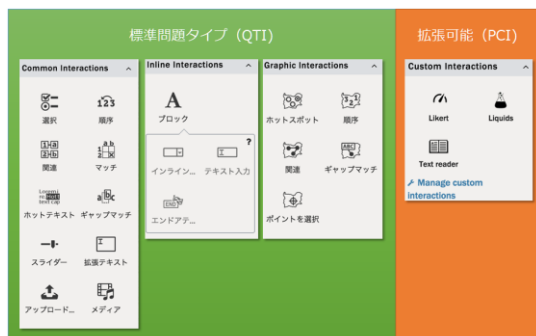 標準問題タイプ（QTI）
拡張可能（PCI）
Common Interactions
選択
順序
関連
マッチ
ホットテキスト
ギャップマッチ
スライダー
拡張テキスト
アップロード...
メディア
Inline Interactions
A
ブロック
?
インライン...
テキスト入力
エンドアテ...
Graphic Interactions
ホットスポット
順序
関連
ギャップマッチ
ポイントを選択
Custom Interactions
Likert
Liquids
Text reader
Manage custom
interactions